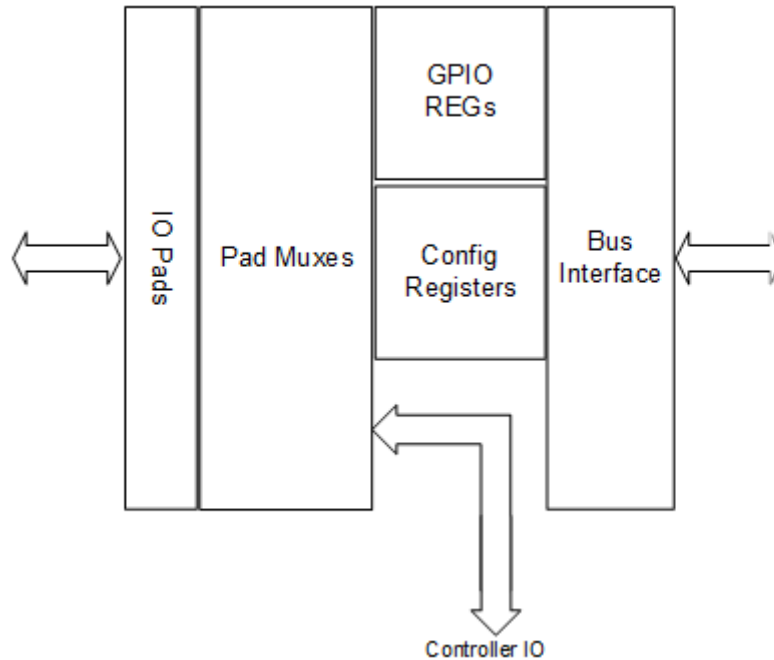 GPIO
REGs
IO Pads
Pad Muxes
Config
Registers
Bus
Interface
Controller IO